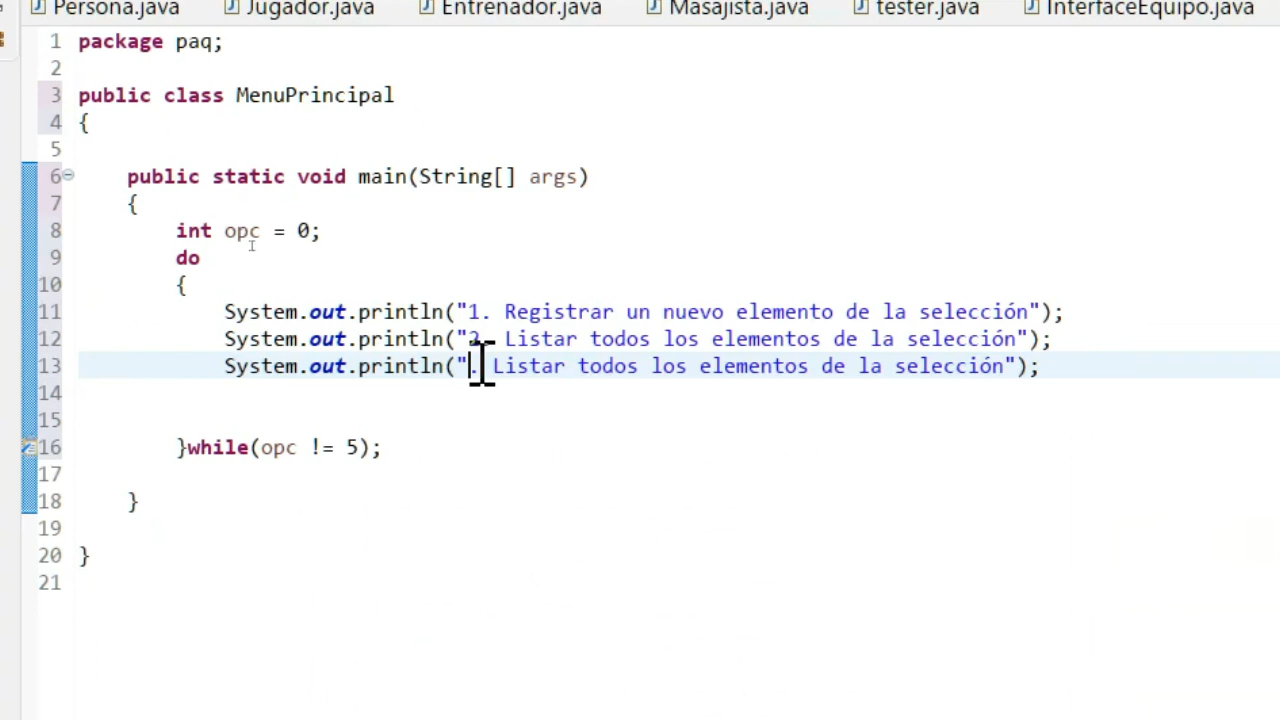 Persona.java Jugador.java Entrenador.java Masajista.java tester.java InterfaceEquipo.java
1 package paq;
2
3 public class MenuPrincipal
4 {
5
6 public static void main(String[] args)
7 {
8 int opc = 0;
9 do
10 {
11 System.out.println("1. Registrar un nuevo elemento de la selección");
12 System.out.println("2. Listar todos los elementos de la selección");
13 System.out.println(". Listar todos los elementos de la selección");
14
15
16 }while(opc != 5);
17
18 }
19
20 }
21